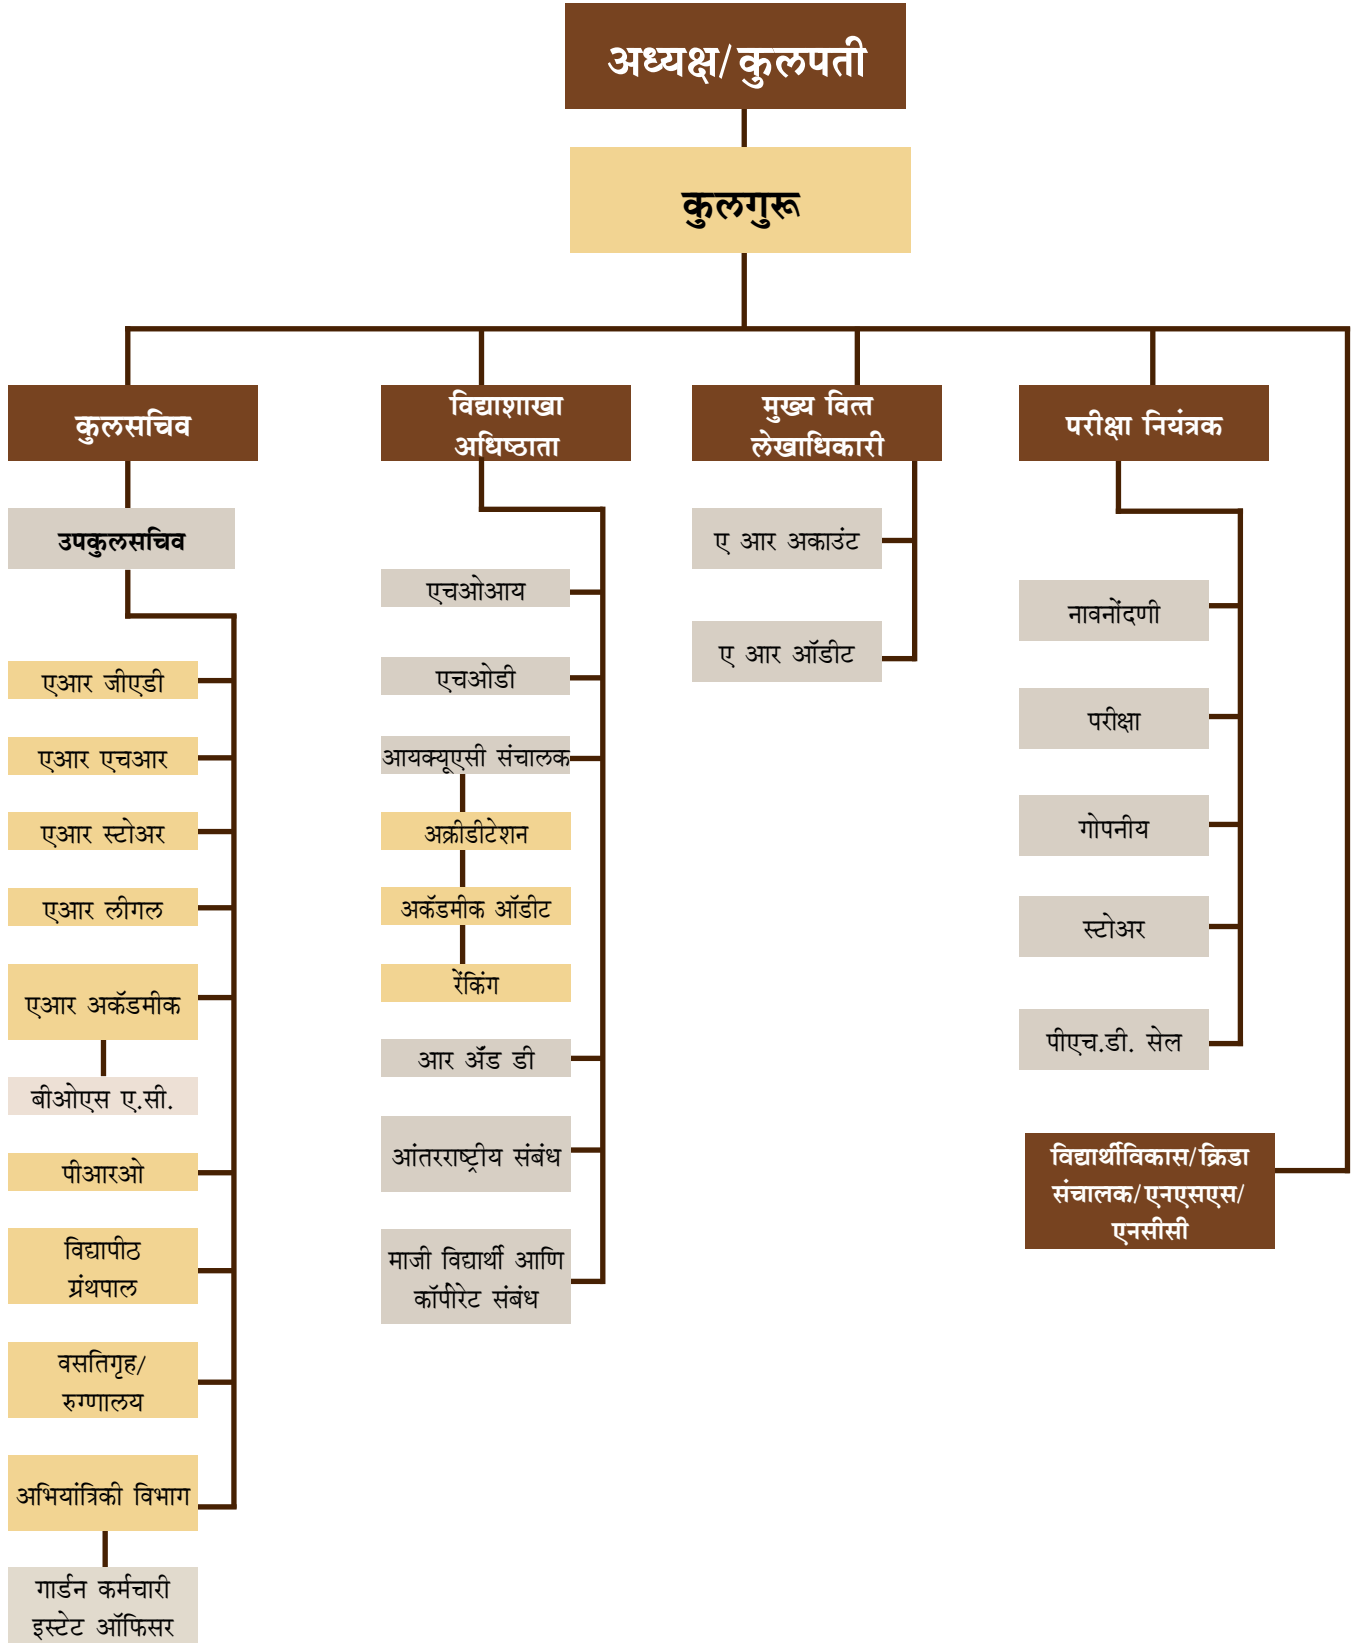 अध्यक्ष/कुलपती
कुलगुरू
कुलसचिव
उपकुलसचिव
एआर जीएडी
एआर एचआर
एआर स्टोअर
एआर लीगल
एआर अकॅडमीक
बीओएस ए.सी.
पीआरओ
विद्यापीठ
ग्रंथपाल
वसतिगृह/
रुग्णालय
अभियांत्रिकी विभाग
गार्डन कर्मचारी
इस्टेट ऑफिसर
विद्याशाखा
अधिष्ठाता
एचओआय
एचओडी
आयक्यूएसी संचालक
अक्रीडीटेशन
अकॅडमीक ऑडीट
रेंकिंग
आर अँड डी
आंतरराष्ट्रीय संबंध
माजी विद्यार्थी आणि
कॉर्पोरेट संबंध
मुख्य वित्त
लेखाधिकारी
ए आर अकाउंट
ए आर ऑडीट
परीक्षा नियंत्रक
नावनोंदणी
परीक्षा
गोपनीय
स्टोअर
पीएच.डी. सेल
विद्यार्थीविकास/क्रिडा
संचालक/एनएसएस/
एनसीसी